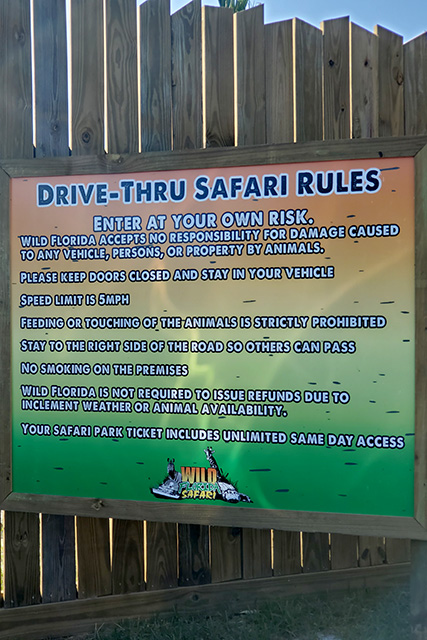 DRIVE-THRU SAFARI RULES
ENTER AT YOUR OWN RISK.
WILD FLORIDA ACCEPTS NO RESPONSIBILITY FOR DAMAGE CAUSED
TO ANY VEHICLE, PERSONS, OR PROPERTY BY ANIMALS.
PLEASE KEEP DOORS CLOSED AND STAY IN YOUR VEHICLE
SPEED LIMIT IS 5MPH
FEEDING OR TOUCHING OF THE ANIMALS IS STRICTLY PROHIBITED
STAY TO THE RIGHT SIDE OF THE ROAD SO OTHERS CAN PASS
NO SMOKING ON THE PREMISES
WILD FLORIDA IS NOT REQUIRED TO ISSUE REFUNDS DUE TO
INCLEMENT WEATHER OR ANIMAL AVAILABILITY.
YOUR SAFARI PARK TICKET INCLUDES UNLIMITED SAME DAY ACCESS
WILD
SAFARI